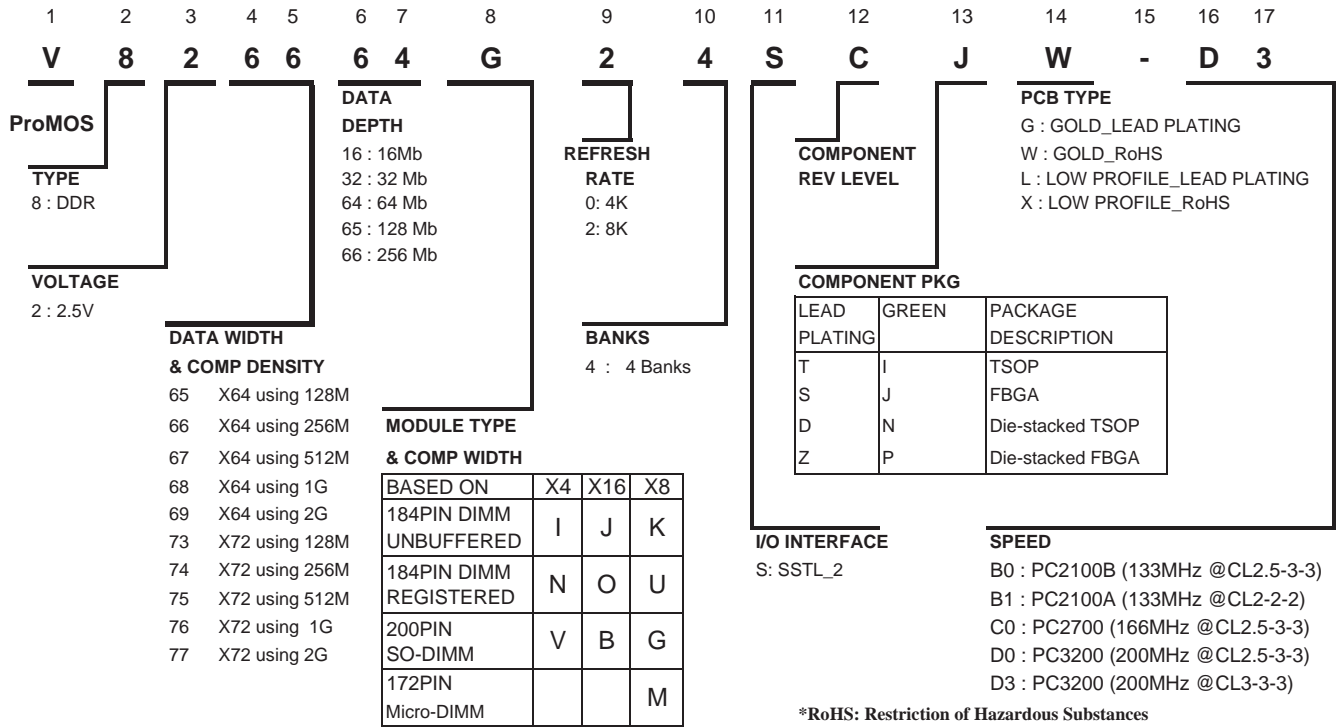 1 2 3 4 5 6 7 8 9 10 11 12 13 14 15 16 17
V 8 2 6 6 6 4 G 2 4 S C J W - D 3
ProMOS
TYPE
8 : DDR
VOLTAGE
2 : 2.5V
DATA WIDTH
& COMP DENSITY
65 X64 using 128M
66 X64 using 256M
67 X64 using 512M
68 X64 using 1G
69 X64 using 2G
73 X72 using 128M
74 X72 using 256M
75 X72 using 512M
76 X72 using 1G
77 X72 using 2G
DATA
DEPTH
16 : 16Mb
32 : 32 Mb
64 : 64 Mb
65 : 128 Mb
66 : 256 Mb
MODULE TYPE
& COMP WIDTH
BASED ON X4 X16 X8
184PIN DIMM
UNBUFFERED I J K
184PIN DIMM
REGISTERED N O U
200PIN
SO-DIMM V B G
172PIN
Micro-DIMM M
REFRESH
RATE
0: 4K
2: 8K
BANKS
4 : 4 Banks
I/O INTERFACE
S: SSTL_2
COMPONENT
REV LEVEL
COMPONENT PKG
LEAD GREEN PACKAGE
PLATING DESCRIPTION
T I TSOP
S J FBGA
D N Die-stacked TSOP
Z P Die-stacked FBGA
PCB TYPE
G : GOLD_LEAD PLATING
W : GOLD_RoHS
L : LOW PROFILE_LEAD PLATING
X : LOW PROFILE_RoHS
SPEED
B0 : PC2100B (133MHz @CL2.5-3-3)
B1 : PC2100A (133MHz @CL2-2-2)
C0 : PC2700 (166MHz @CL2.5-3-3)
D0 : PC3200 (200MHz @CL2.5-3-3)
D3 : PC3200 (200MHz @CL3-3-3)
*RoHS: Restriction of Hazardous Substances